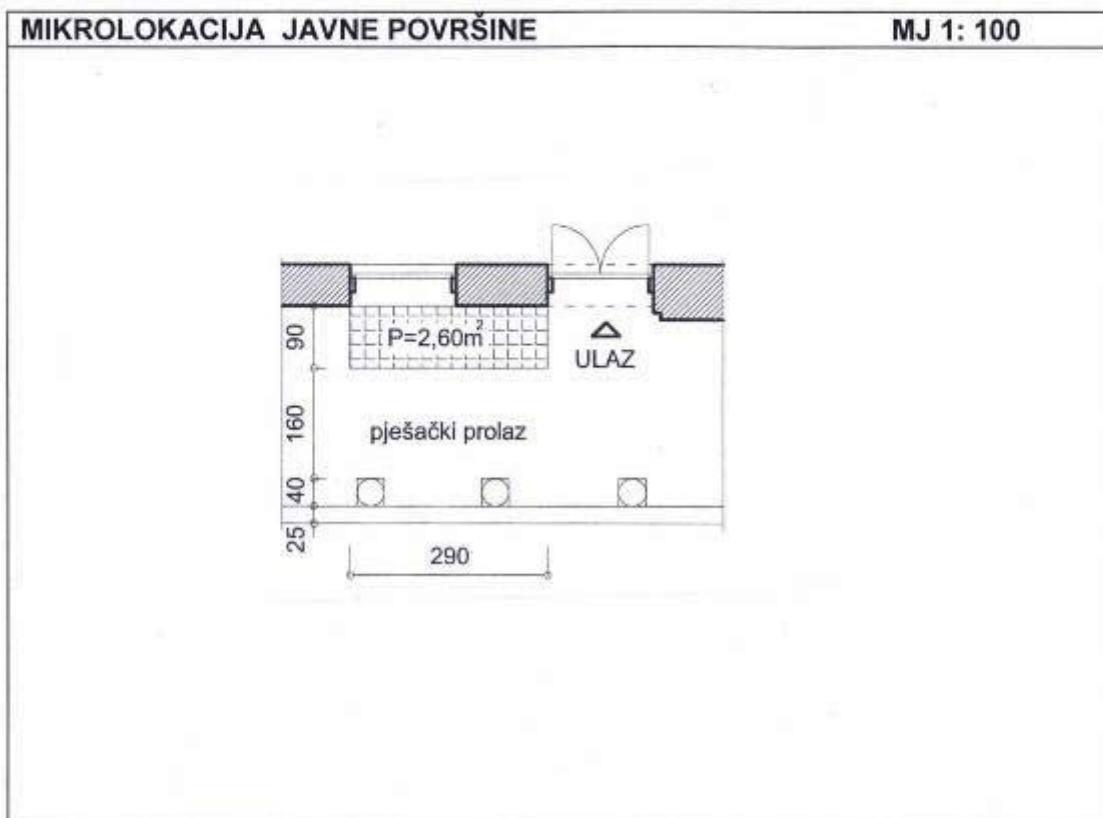 MIKROLOKACIJA JAVNE POVRŠINE MJ 1: 100
P=2,60m²
ULAZ
90
160
pješački prolaz
40
25
290